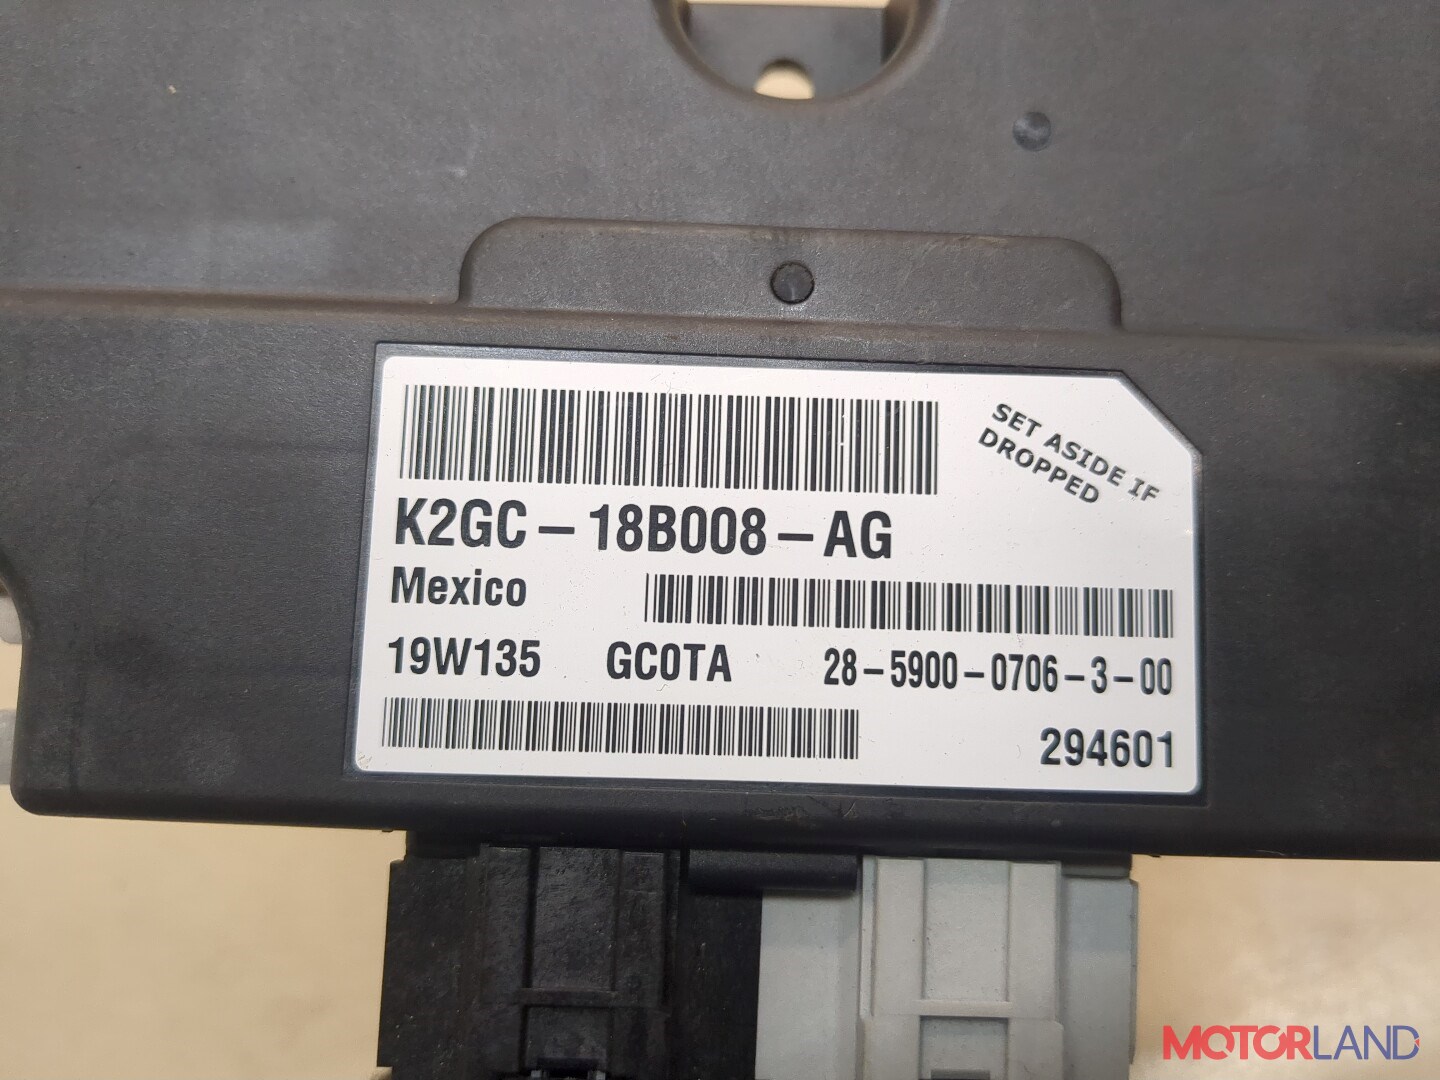 SET ASIDE IF
DROPPED
K2GC-18B008-AG
Mexico
19W135 GC0TA 28-5900-0706-3-00
294601
MOTORLAND